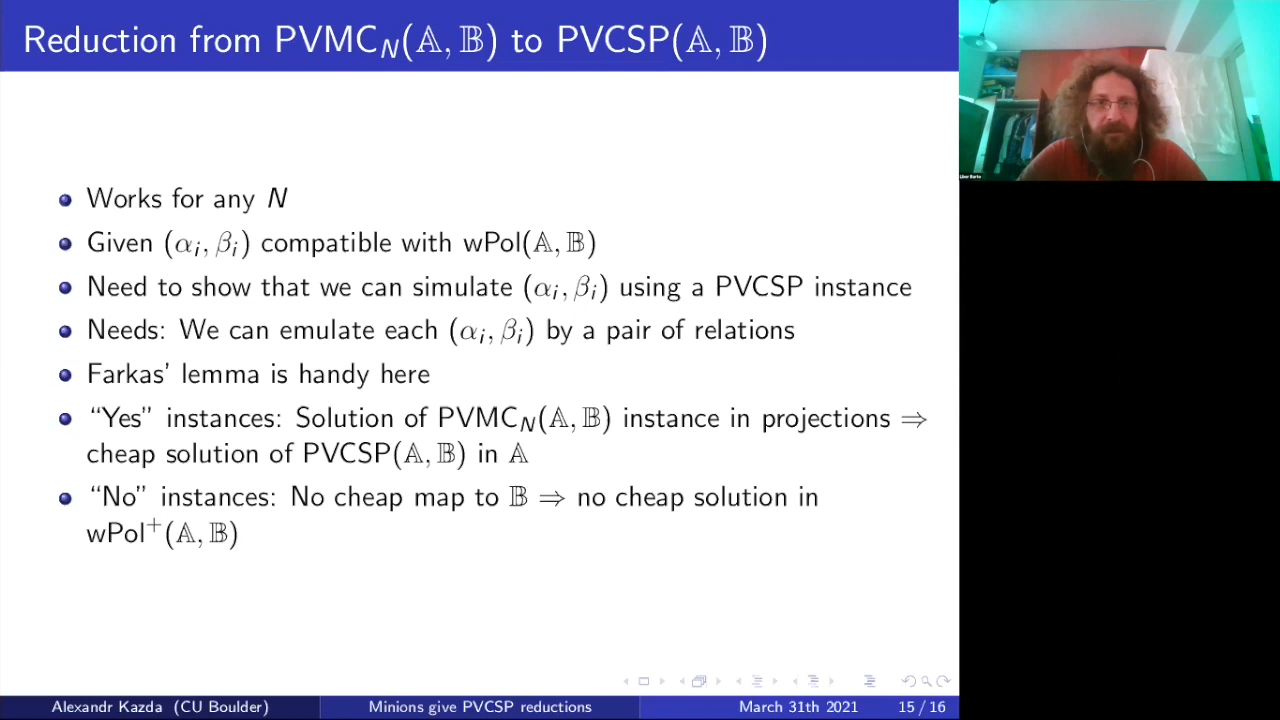 Reduction from PVMC_N(𝔸, 𝔹) to PVCSP(𝔸, 𝔹)
Works for any N
Given (α_i, β_i) compatible with wPol(𝔸, 𝔹)
Need to show that we can simulate (α_i, β_i) using a PVCSP instance
Needs: We can emulate each (α_i, β_i) by a pair of relations
Farkas' lemma is handy here
“Yes” instances: Solution of PVMC_N(𝔸, 𝔹) instance in projections ⇒
cheap solution of PVCSP(𝔸, 𝔹) in 𝔸
“No” instances: No cheap map to 𝔹 ⇒ no cheap solution in
wPol⁺(𝔸, 𝔹)
Alexandr Kazda (CU Boulder) Minions give PVCSP reductions March 31th 2021 15 / 16
Libor Barto